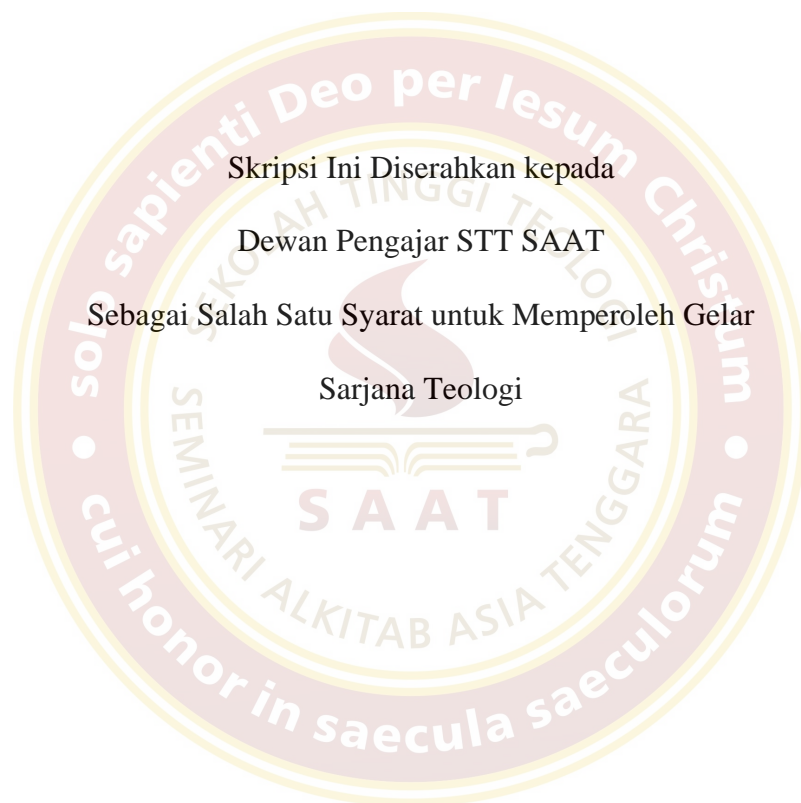 Skripsi Ini Diserahkan kepada
Dewan Pengajar STT SAAT
Sebagai Salah Satu Syarat untuk Memperoleh Gelar
Sarjana Teologi
solo sapienti Deo per Iesum Christum
cui honor in saecula saeculorum
SEKOLAH TINGGI TEOLOGI
SEMINARI ALKITAB ASIA TENGGARA
SAAT